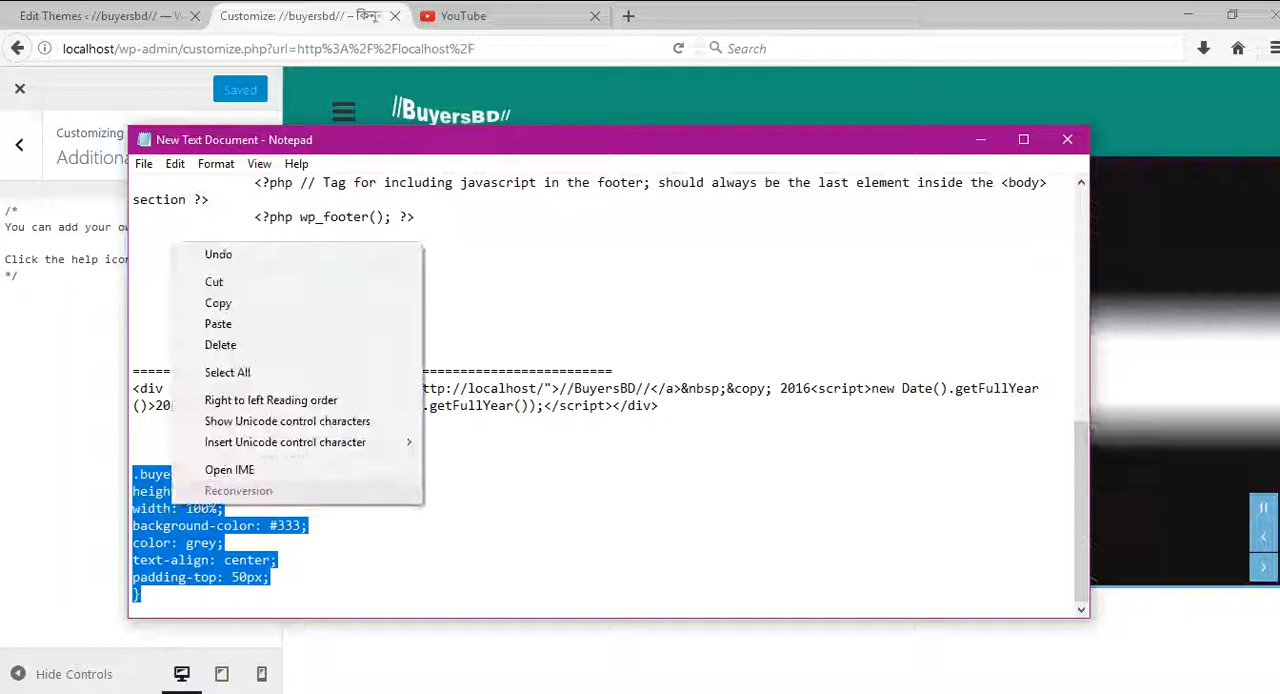 Edit Themes ‹ //buyersbd// — W
Customize: //buyersbd// – কিনুন
YouTube
localhost/wp-admin/customize.php?url=http%3A%2F%2Flocalhost%2F
Search
Saved
//BuyersBD//
Customizing
Additiona
/*
You can add your ow
Click the help icon
*/
New Text Document - Notepad
File Edit Format View Help
<?php // Tag for including javascript in the footer; should always be the last element inside the <body>
section ?>
<?php wp_footer(); ?>
Undo
Cut
Copy
Paste
Delete
Select All
Right to left Reading order
Show Unicode control characters
Insert Unicode control character
Open IME
Reconversion
<div ttp://localhost/">//BuyersBD//</a>&nbsp;&copy; 2016<script>new Date().getFullYear
()>20 .getFullYear());</script></div>
.buye
heigh
width: 100%;
background-color: #333;
color: grey;
text-align: center;
padding-top: 50px;
}
Hide Controls